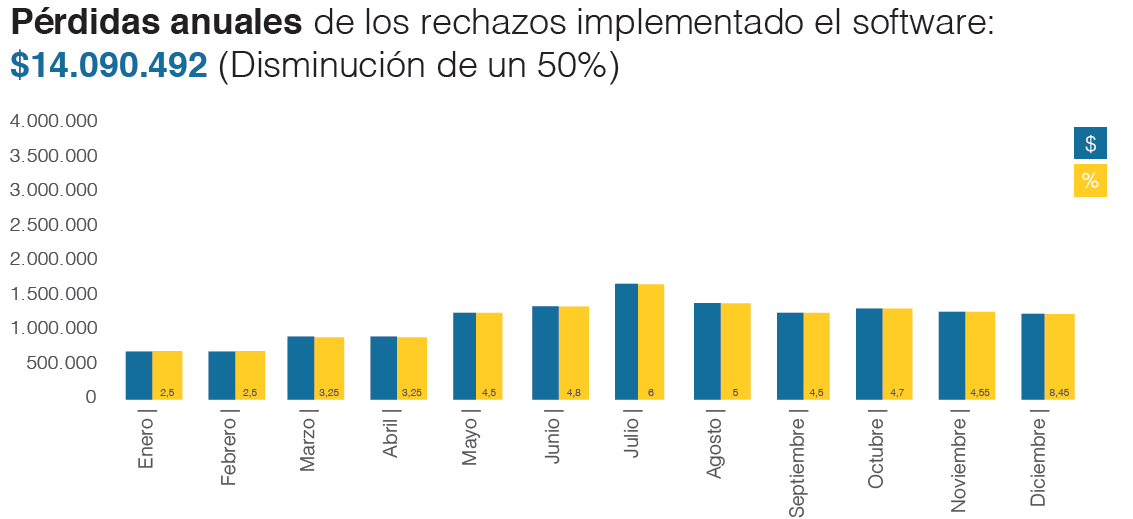 Pérdidas anuales de los rechazos implementado el software:
$14.090.492 (Disminución de un 50%)
4.000.000
3.500.000
3.000.000
2.500.000
2.000.000
1.500.000
1.000.000
500.000
0
$
%
2,5
2,5
3,25
3,25
4,5
4,8
6
5
4,5
4,7
4,55
8,45
Enero |
Febrero |
Marzo |
Abril |
Mayo |
Junio |
Julio |
Agosto |
Septiembre |
Octubre |
Noviembre |
Diciembre |